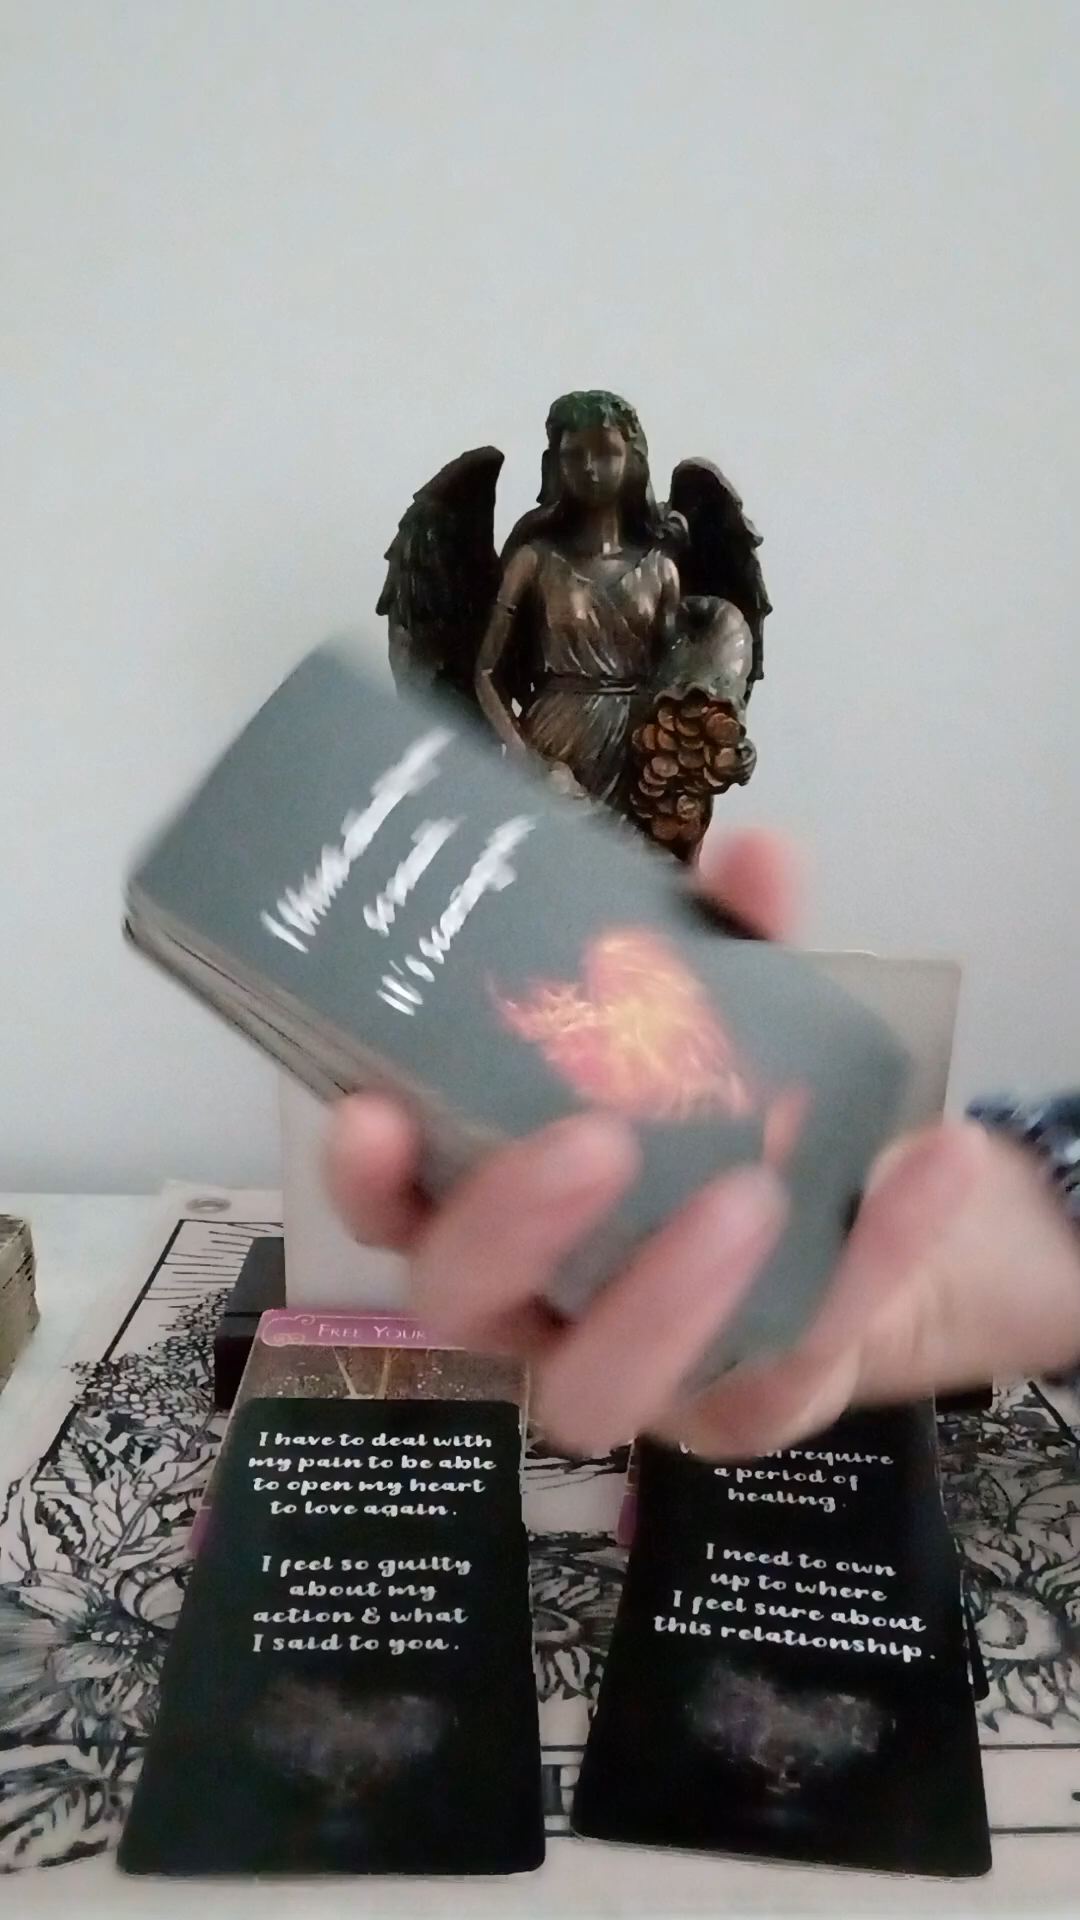 FREE YOUR
I have to deal with
my pain to be able
to open my heart
to love again.
I feel so guilty
about my
action & what
I said to you.
require
a period of
healing.
I need to own
up to where
I feel sure about
this relationship.